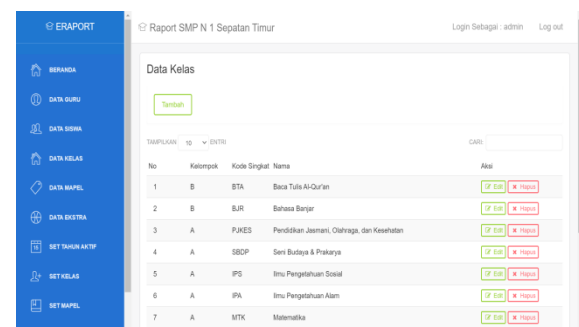 ERAPORT
Raport SMP N 1 Sepatan Timur
Login Sebagai : admin
Log out
BERANDA
DATA GURU
DATA SISWA
DATA KELAS
DATA MAPEL
DATA EKSTRA
SET TAHUN AKTIF
SET KELAS
SET MAPEL
Data Kelas
Tambah
TAMPILKAN 10 ENTRI
CARI:
No Kelompok Kode Singkat Nama Aksi
1 B BTA Baca Tulis Al-Qur'an Edit Hapus
2 B BJR Bahasa Banjar Edit Hapus
3 A PJKES Pendidikan Jasmani, Olahraga, dan Kesehatan Edit Hapus
4 A SBDP Seni Budaya & Prakarya Edit Hapus
5 A IPS Ilmu Pengetahuan Sosial Edit Hapus
6 A IPA Ilmu Pengetahuan Alam Edit Hapus
7 A MTK Matematika Edit Hapus